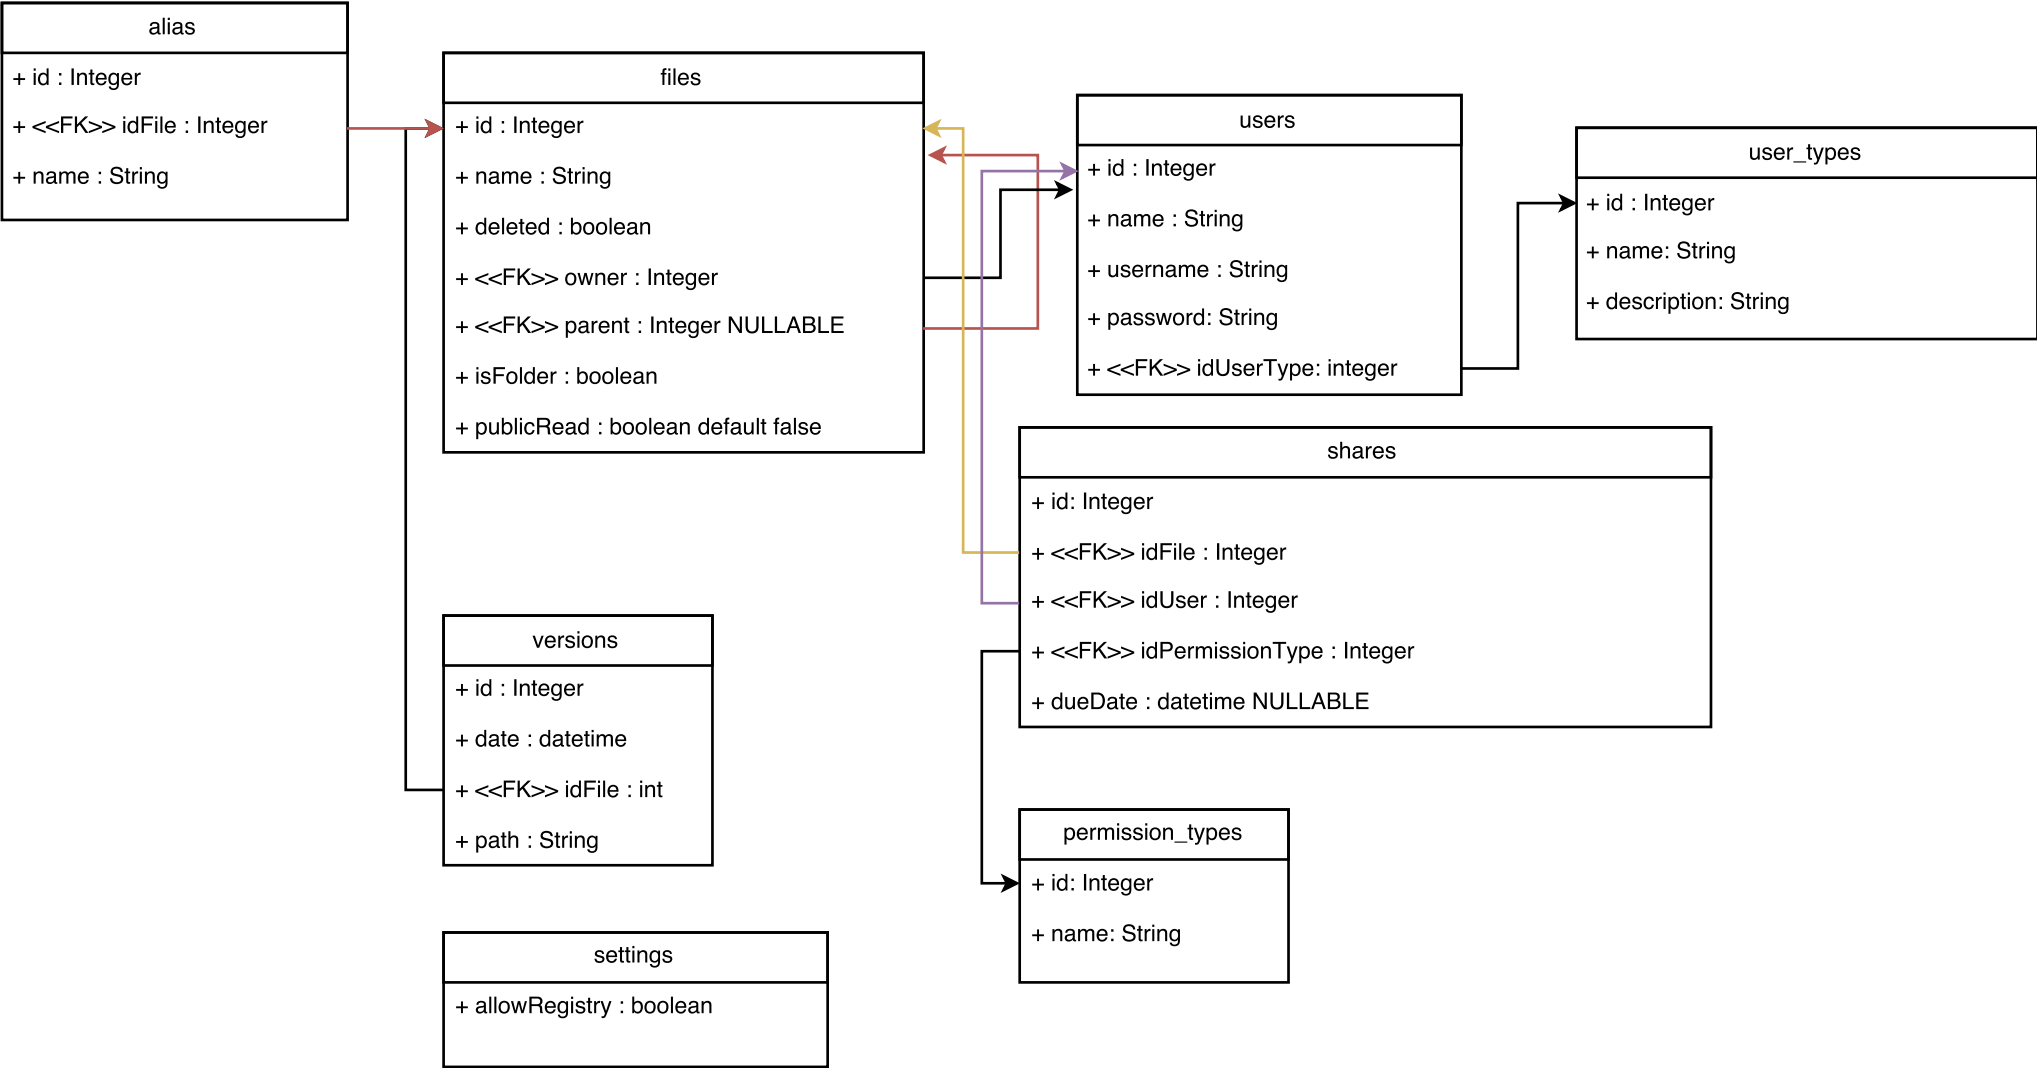 alias
+ id : Integer
+ <<FK>> idFile : Integer
+ name : String
files
+ id : Integer
+ name : String
+ deleted : boolean
+ <<FK>> owner : Integer
+ <<FK>> parent : Integer NULLABLE
+ isFolder : boolean
+ publicRead : boolean default false
users
+ id : Integer
+ name : String
+ username : String
+ password: String
+ <<FK>> idUserType: integer
user_types
+ id : Integer
+ name: String
+ description: String
shares
+ id: Integer
+ <<FK>> idFile : Integer
+ <<FK>> idUser : Integer
+ <<FK>> idPermissionType : Integer
+ dueDate : datetime NULLABLE
versions
+ id : Integer
+ date : datetime
+ <<FK>> idFile : int
+ path : String
permission_types
+ id: Integer
+ name: String
settings
+ allowRegistry : boolean